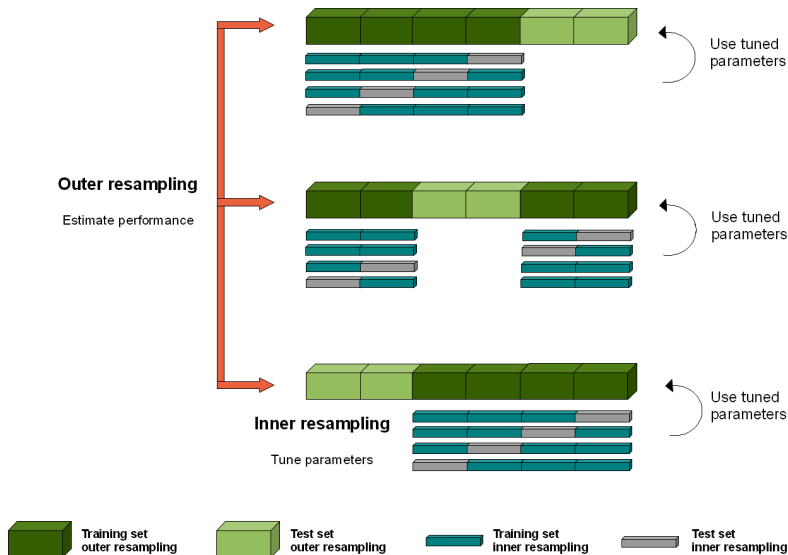 Use tuned
parameters
Outer resampling
Estimate performance
Use tuned
parameters
Use tuned
parameters
Inner resampling
Tune parameters
Training set
outer resampling
Test set
outer resampling
Training set
inner resampling
Test set
inner resampling